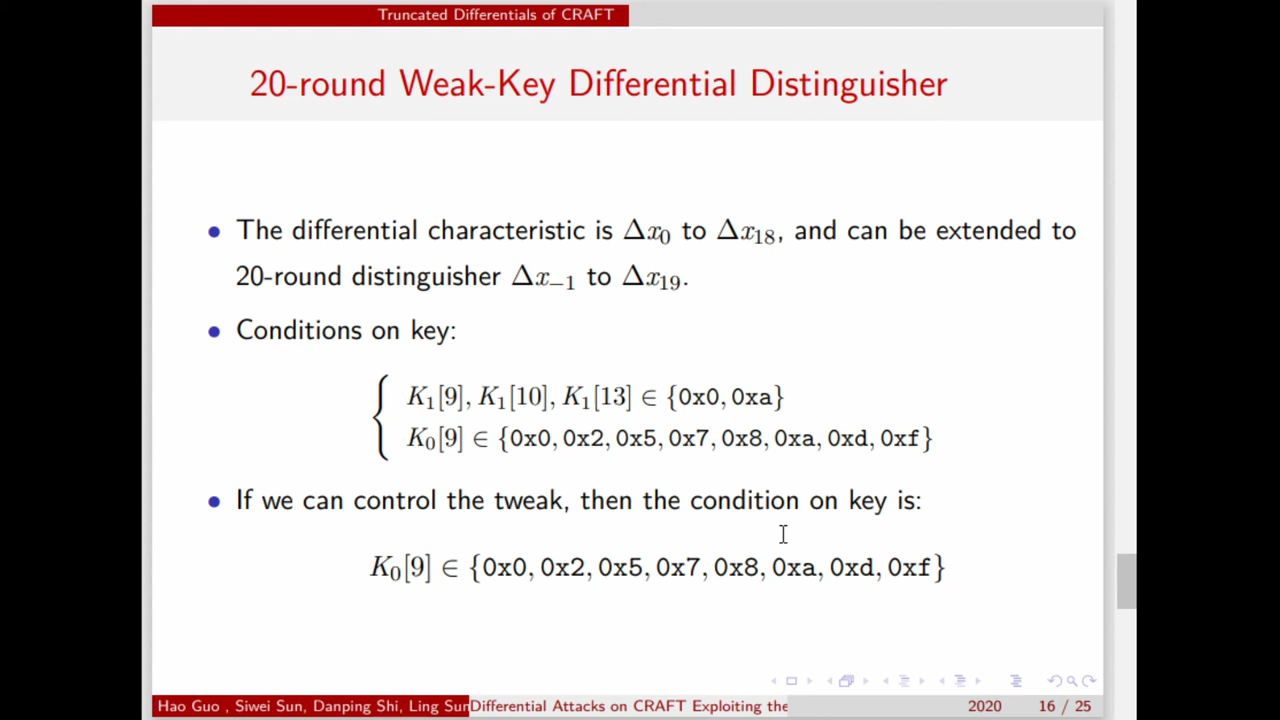 Truncated Differentials of CRAFT
20-round Weak-Key Differential Distinguisher
• The differential characteristic is Δx₀ to Δx₁₈, and can be extended to
20-round distinguisher Δx₋₁ to Δx₁₉.
• Conditions on key:
K₁[9], K₁[10], K₁[13] ∈ {0x0, 0xa}
K₀[9] ∈ {0x0, 0x2, 0x5, 0x7, 0x8, 0xa, 0xd, 0xf}
• If we can control the tweak, then the condition on key is:
K₀[9] ∈ {0x0, 0x2, 0x5, 0x7, 0x8, 0xa, 0xd, 0xf}
Hao Guo , Siwei Sun, Danping Shi, Ling Sun Differential Attacks on CRAFT Exploiting the 2020 16 / 25